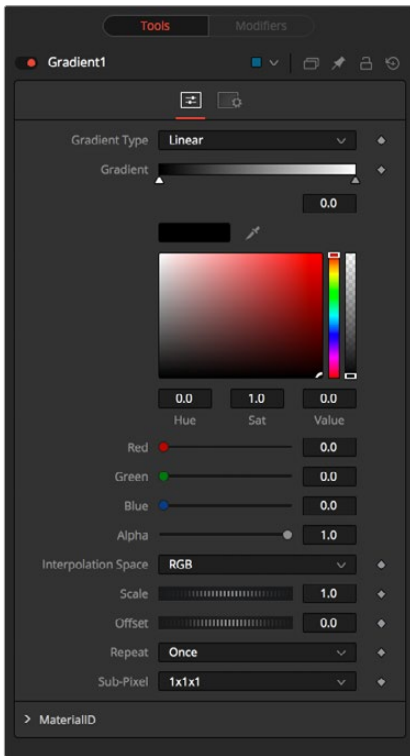 Tools Modifiers
Gradient1
Gradient Type Linear
Gradient
0.0
0.0 1.0 0.0
Hue Sat Value
Red 0.0
Green 0.0
Blue 0.0
Alpha 1.0
Interpolation Space RGB
Scale 1.0
Offset 0.0
Repeat Once
Sub-Pixel 1x1x1
MaterialID